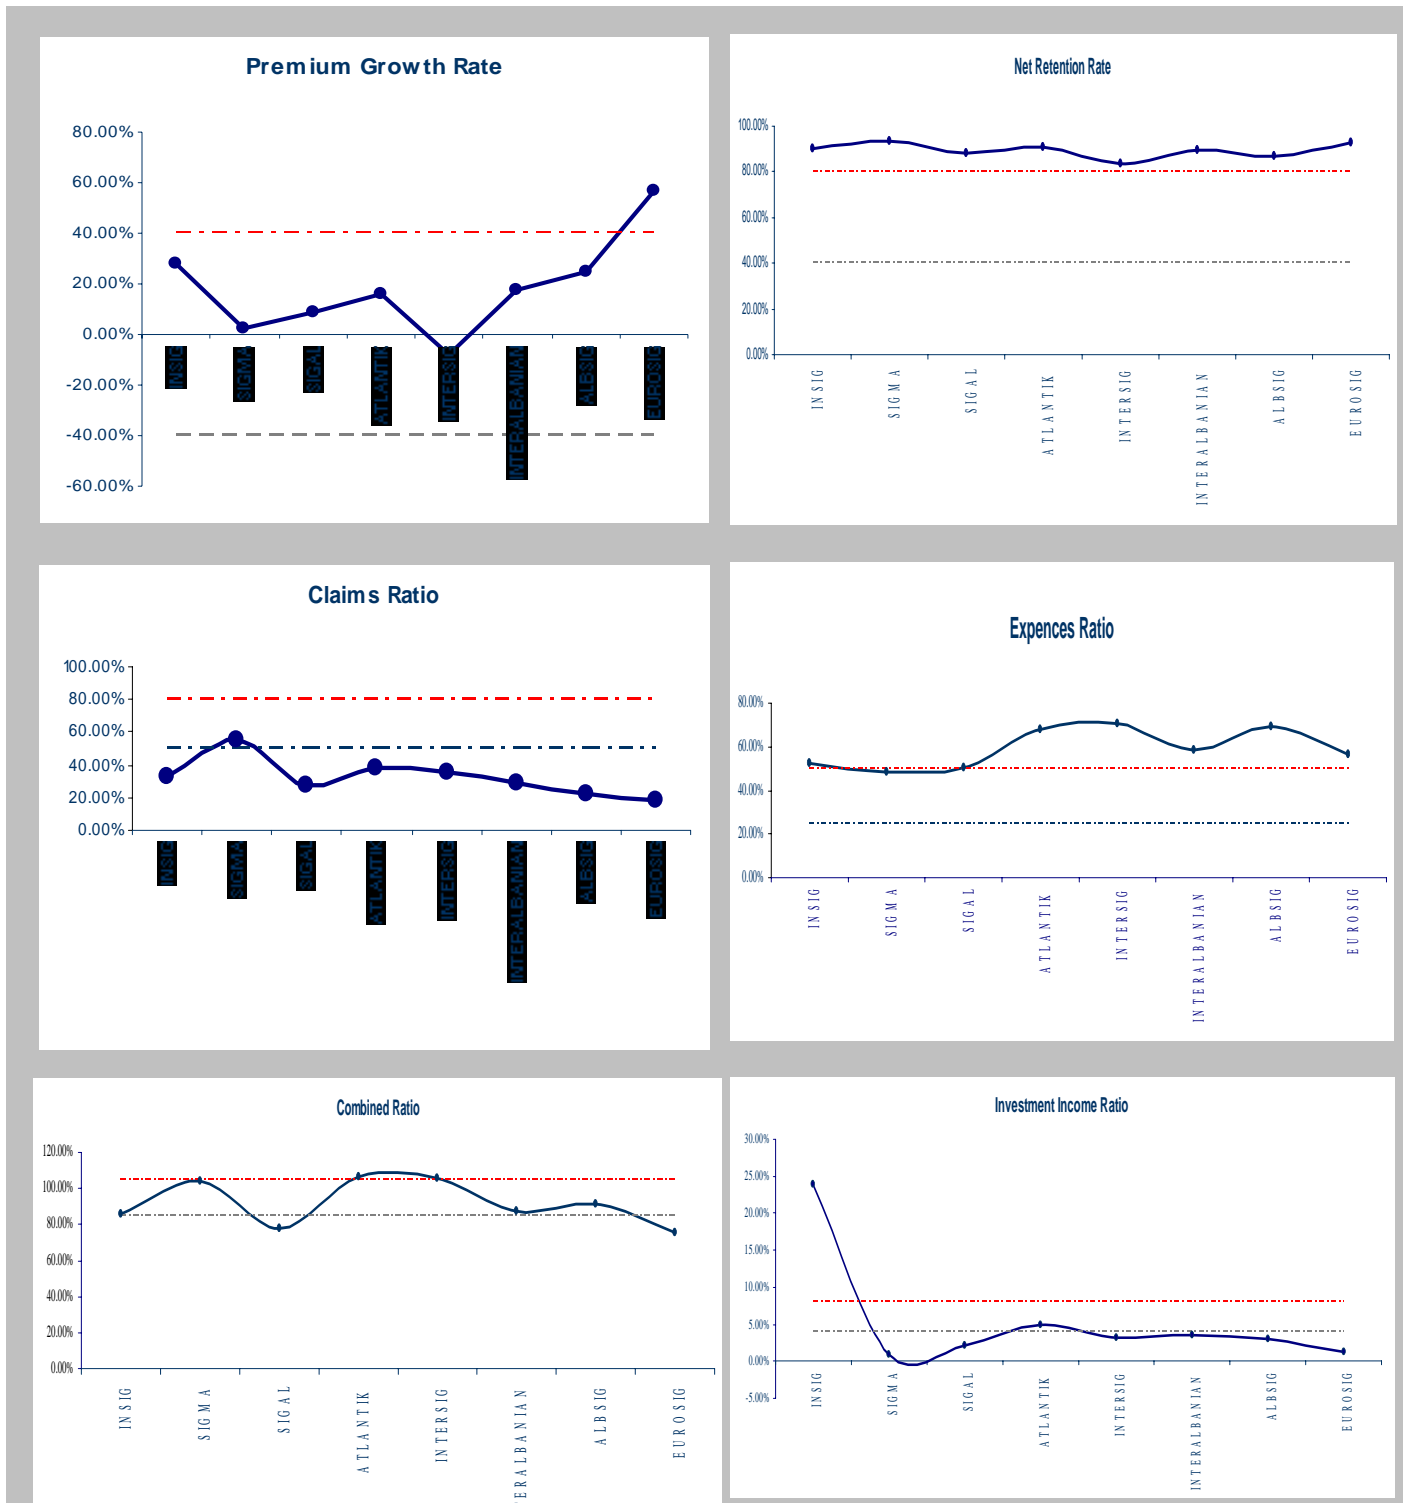 Premium Growth Rate
80.00%
60.00%
40.00%
20.00%
0.00%
-20.00%
-40.00%
-60.00%
INSIG
SIGMA
SIGAL
ATLANTIK
INTERSIG
INTERALBANIAN
ALBSIG
EUROSIG
Net Retention Rate
100.00%
80.00%
60.00%
40.00%
20.00%
0.00%
INSIG
SIGMA
SIGAL
ATLANTIK
INTERSIG
INTERALBANIAN
ALBSIG
EUROSIG
Claims Ratio
100.00%
80.00%
60.00%
40.00%
20.00%
0.00%
INSIG
SIGMA
SIGAL
ATLANTIK
INTERSIG
INTERALBANIAN
ALBSIG
EUROSIG
Expences Ratio
80.00%
60.00%
40.00%
20.00%
0.00%
INSIG
SIGMA
SIGAL
ATLANTIK
INTERSIG
INTERALBANIAN
ALBSIG
EUROSIG
Combined Ratio
120.00%
100.00%
80.00%
60.00%
40.00%
20.00%
0.00%
INSIG
SIGMA
SIGAL
ATLANTIK
INTERSIG
ERALBANIAN
ALBSIG
EUROSIG
Investment Income Ratio
30.00%
25.00%
20.00%
15.00%
10.00%
5.00%
0.00%
-5.00%
INSIG
SIGMA
SIGAL
ATLANTIK
INTERSIG
INTERALBANIAN
ALBSIG
EUROSIG